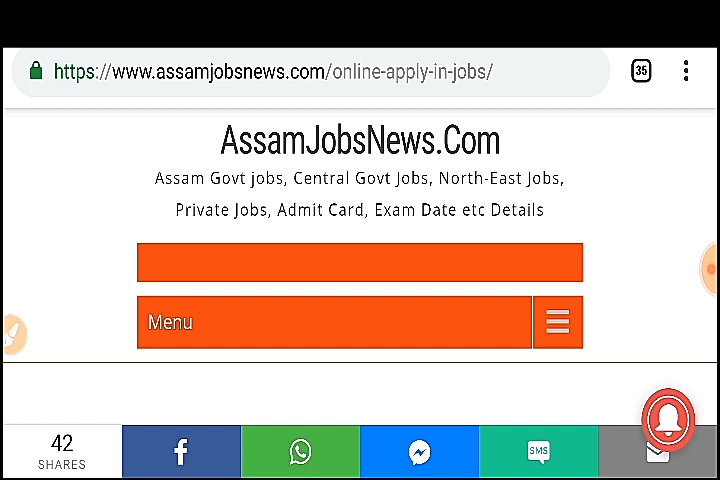 https://www.assamjobsnews.com/online-apply-in-jobs/
35
AssamJobsNews.Com
Assam Govt jobs, Central Govt Jobs, North-East Jobs,
Private Jobs, Admit Card, Exam Date etc Details
Menu
42
SHARES
SMS